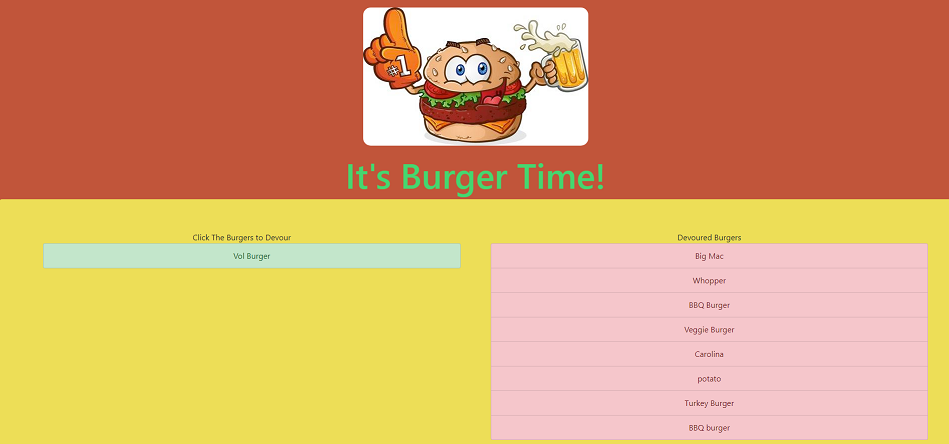 #1
It's Burger Time!
Click The Burgers to Devour
Vol Burger
Devoured Burgers
Big Mac
Whopper
BBQ Burger
Veggie Burger
Carolina
potato
Turkey Burger
BBQ burger